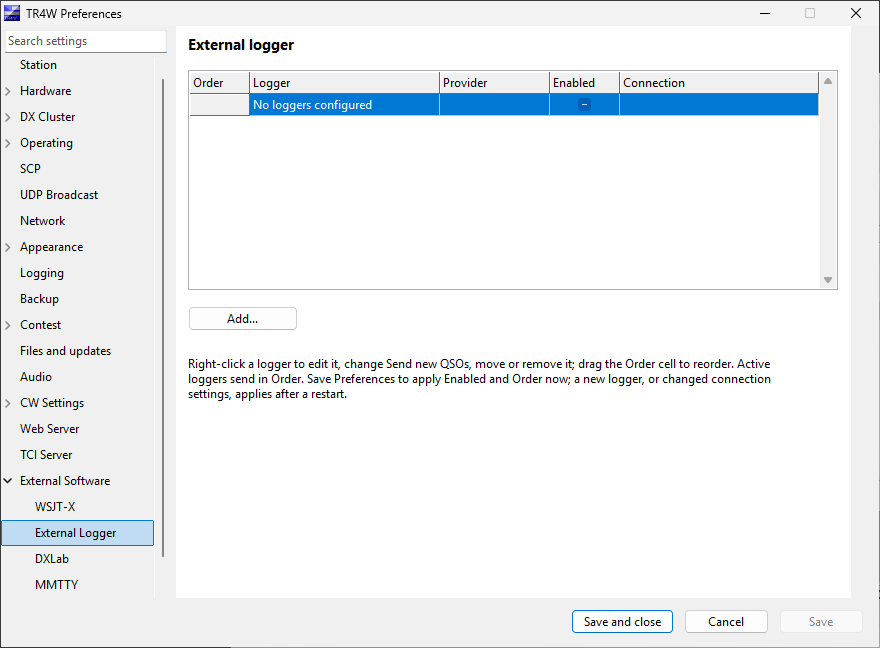 TR4W Preferences
Search settings
Station
Hardware
DX Cluster
Operating
SCP
UDP Broadcast
Network
Appearance
Logging
Backup
Contest
Files and updates
Audio
CW Settings
Web Server
TCI Server
External Software
WSJT-X
External Logger
DXLab
MMTTY
External logger
Order Logger Provider Enabled Connection
No loggers configured
Add...
Right-click a logger to edit it, change Send new QSOs, move or remove it; drag the Order cell to reorder. Active
loggers send in Order. Save Preferences to apply Enabled and Order now; a new logger, or changed connection
settings, applies after a restart.
Save and close Cancel Save